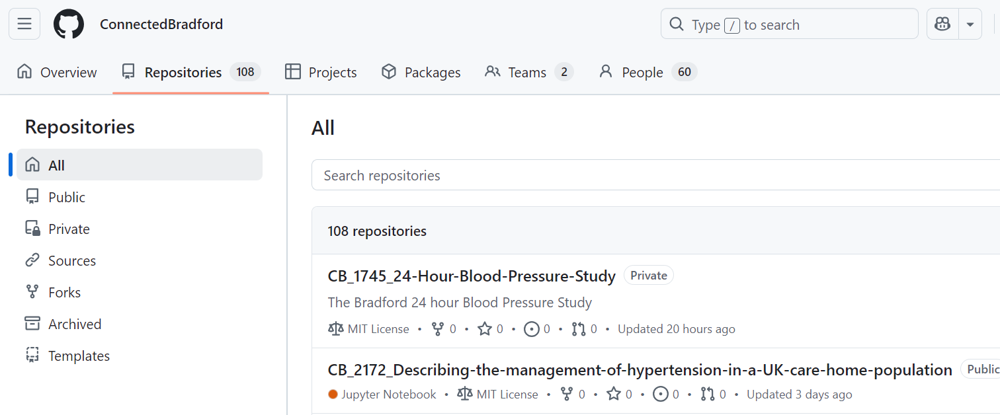 ConnectedBradford
Type / to search
Overview Repositories 108 Projects Packages Teams 2 People 60
Repositories
All
Public
Private
Sources
Forks
Archived
Templates
All
Search repositories
108 repositories
CB_1745_24-Hour-Blood-Pressure-Study Private
The Bradford 24 hour Blood Pressure Study
MIT License • 0 • 0 • 0 • 0 • Updated 20 hours ago
CB_2172_Describing-the-management-of-hypertension-in-a-UK-care-home-population Public
Jupyter Notebook • MIT License • 0 • 0 • 0 • 0 • Updated 3 days ago